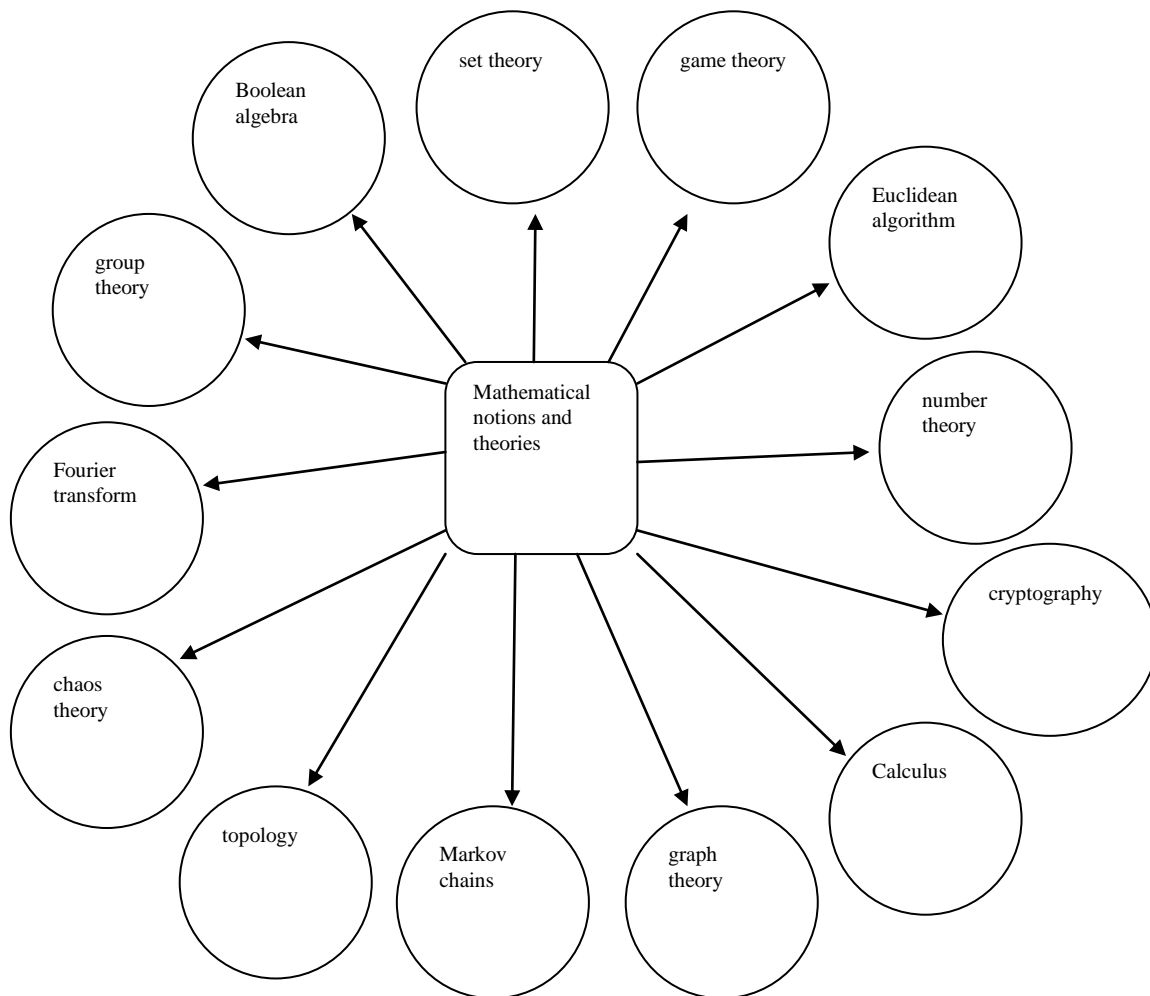 set theory
game theory
Boolean
algebra
Euclidean
algorithm
group
theory
Mathematical
notions and
theories
number
theory
Fourier
transform
cryptography
chaos
theory
Calculus
topology
Markov
chains
graph
theory